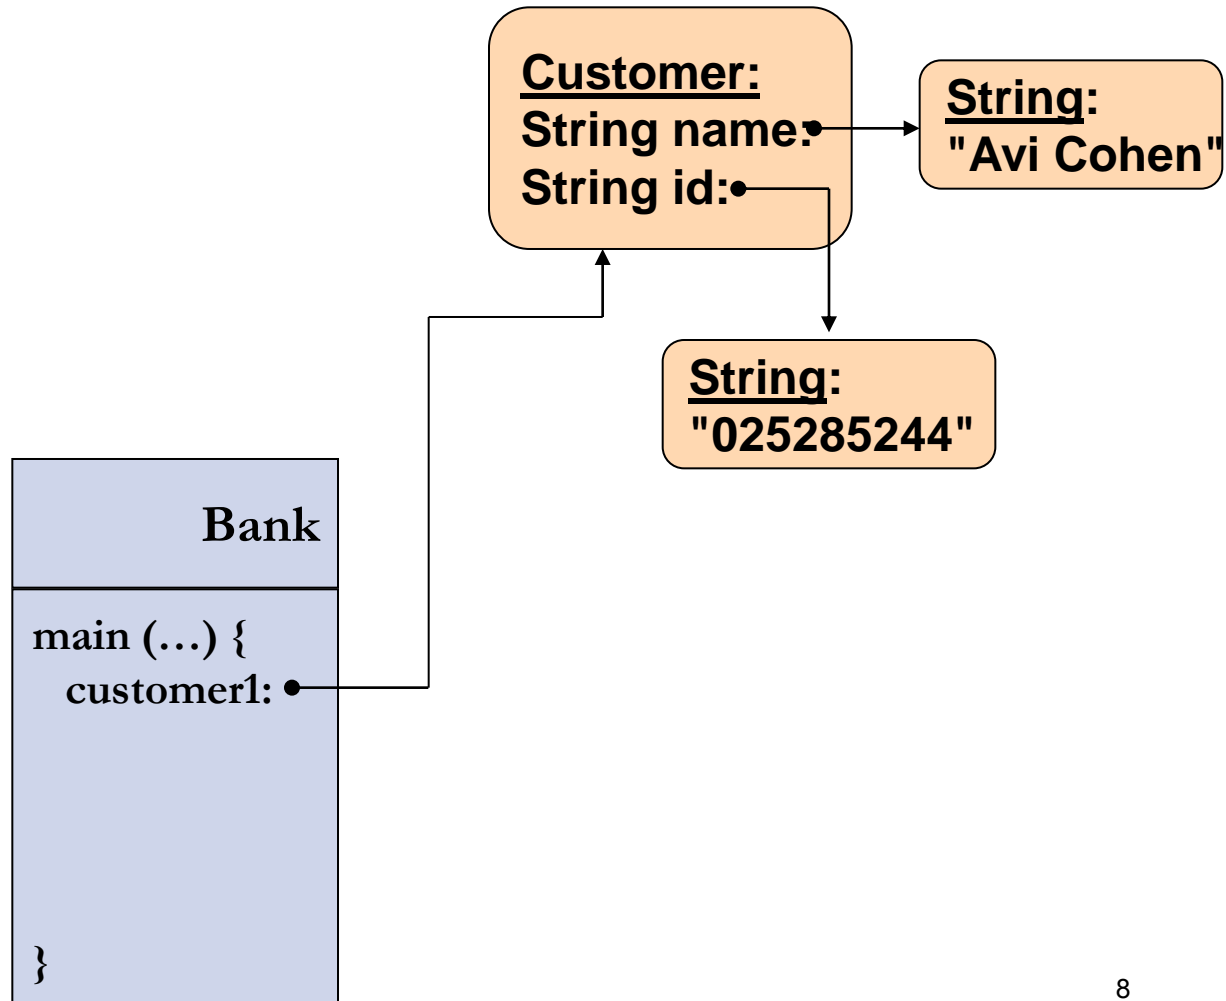 Customer:
String name:
String id:
String:
"Avi Cohen"
String:
"025285244"
Bank
main (…) {
customer1:
}
8